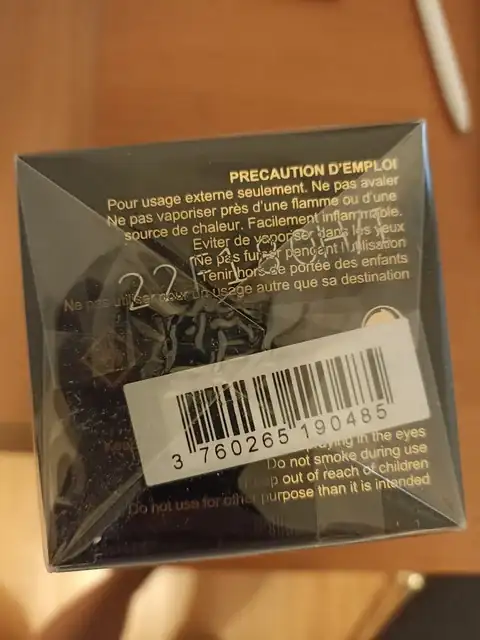 PRECAUTION D'EMPLOI
Pour usage externe seulement. Ne pas avaler
Ne pas vaporiser près d'une flamme ou d'une
source de chaleur. Facilement inflammable.
Eviter de vaporiser dans les yeux
Ne pas fumer pendant l'utilisation
Tenir hors de portée des enfants
Ne pas utiliser pour un usage autre que sa destination
3 760265 190485
in the eyes
Do not smoke during use
out of reach of children
Do not use for other purpose than it is intended